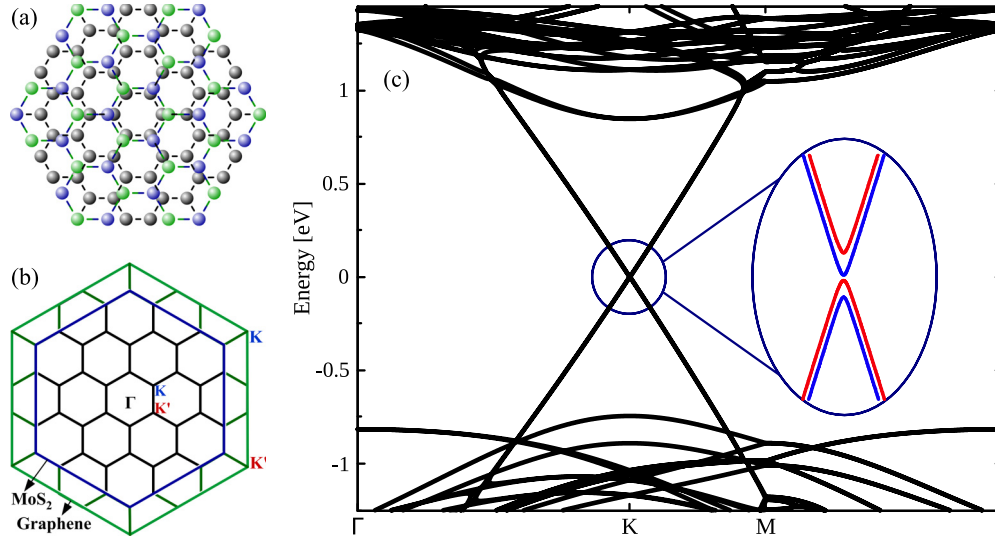 (a)
(b)
K
Γ
K
K'
K'
MoS2
Graphene
(c)
Energy [eV]
1
0.5
0
-0.5
-1
Γ
K
M